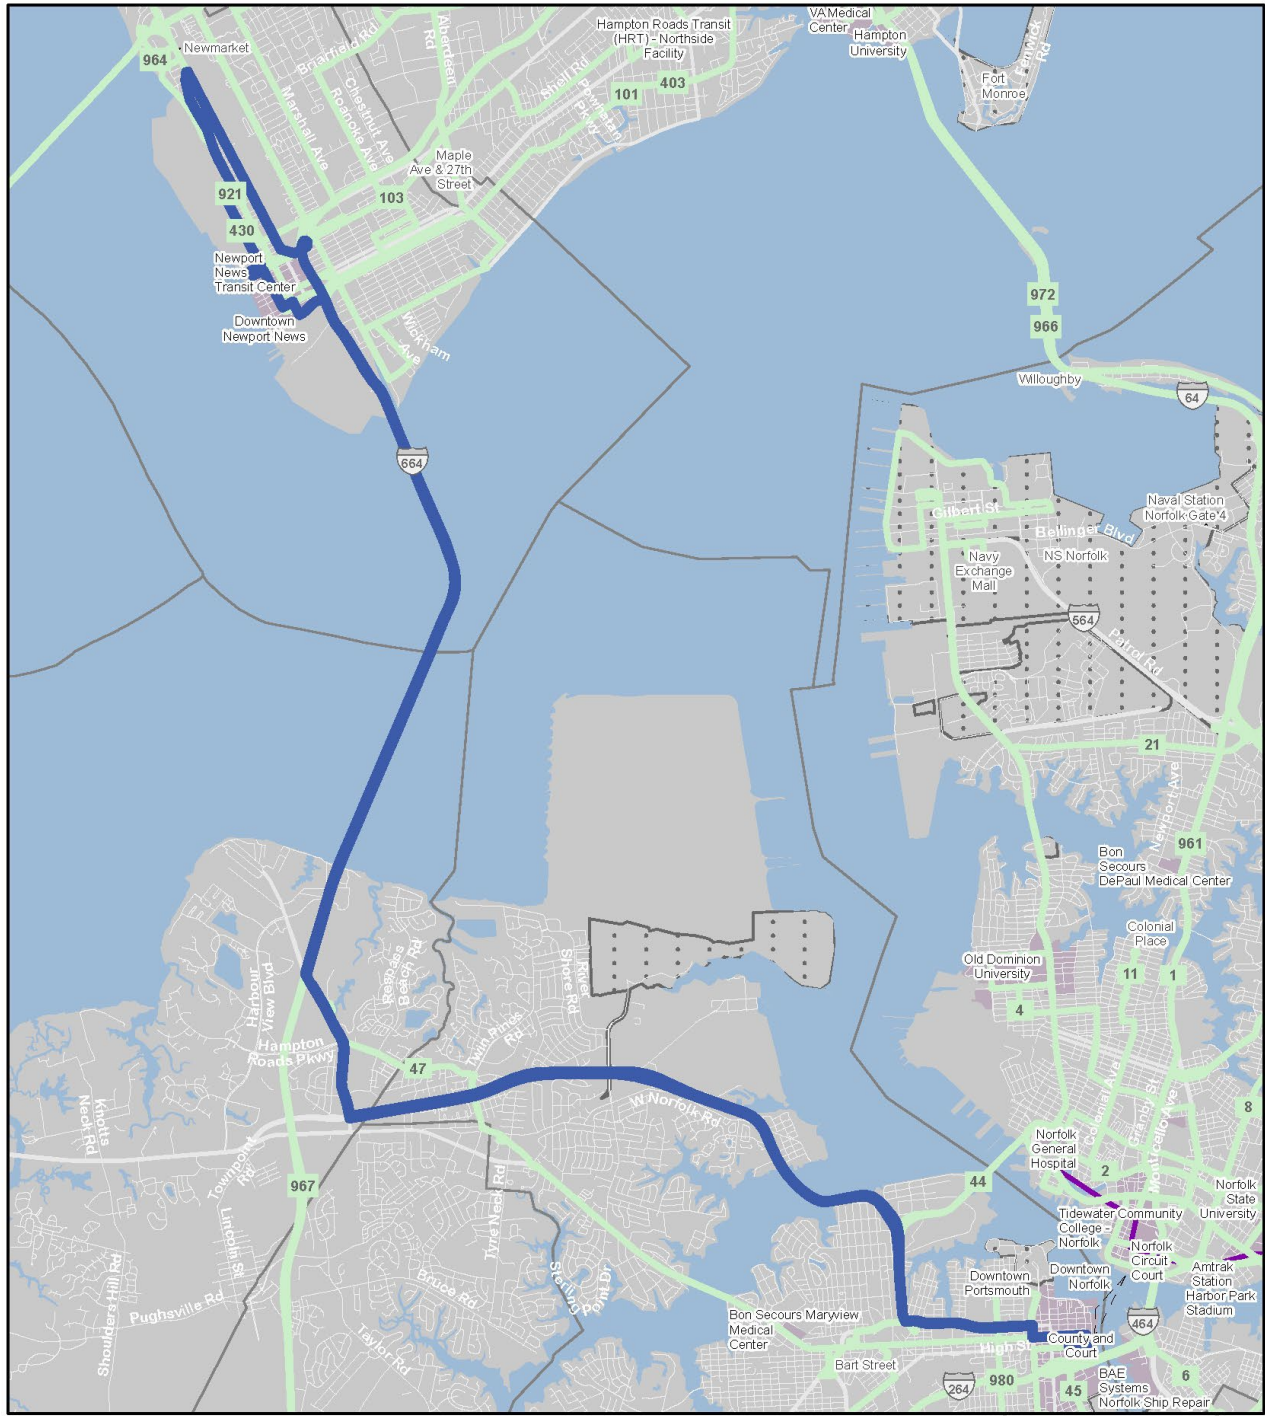 Newmarket
964
Briarfield Rd
Aberdeen
Rd
Hampton Roads Transit
(HRT) - Northside
Facility
VA Medical
Center
Hampton
University
Fenwick
Rd
Fort
Monroe
Shell Rd
Powhatan
Pkwy
101
403
Marshall Ave
Chestnut Ave
Roanoke Ave
Maple
Ave & 27th
Street
103
921
430
Newport
News
Transit Center
Downtown
Newport News
Wickham
Ave
972
966
Willoughby
64
664
Gilbert St
Bellinger Blvd
Naval Station
Norfolk Gate 4
Navy
Exchange
Mall
NS Norfolk
564
Patrol Rd
21
Newport Ave
961
Bon
Secours
DePaul Medical Center
Colonial
Place
Old Dominion
University
11
1
4
Harbour
View Blvd
Respass
Beach Rd
River
Shore Rd
Twin Pines
Rd
Hampton
Roads Pkwy
47
W Norfolk Rd
Colonial Ave
Granby St
Monticello Ave
8
Knotts
Neck Rd
Townpoint
Rd
967
Lincoln St
Tyre Neck Rd
Norfolk
General
Hospital
2
44
Norfolk
State
University
Tidewater Community
College -
Norfolk
Norfolk
Circuit
Court
Amtrak
Station
Harbor Park
Stadium
Downtown
Norfolk
Downtown
Portsmouth
Sterling
Point Dr
Shoulders Hill Rd
Pughsville Rd
Bruce Rd
Bon Secours Maryview
Medical
Center
464
County and
Court
High St
Bart Street
264
980
45
BAE
Systems
Norfolk Ship Repair
6